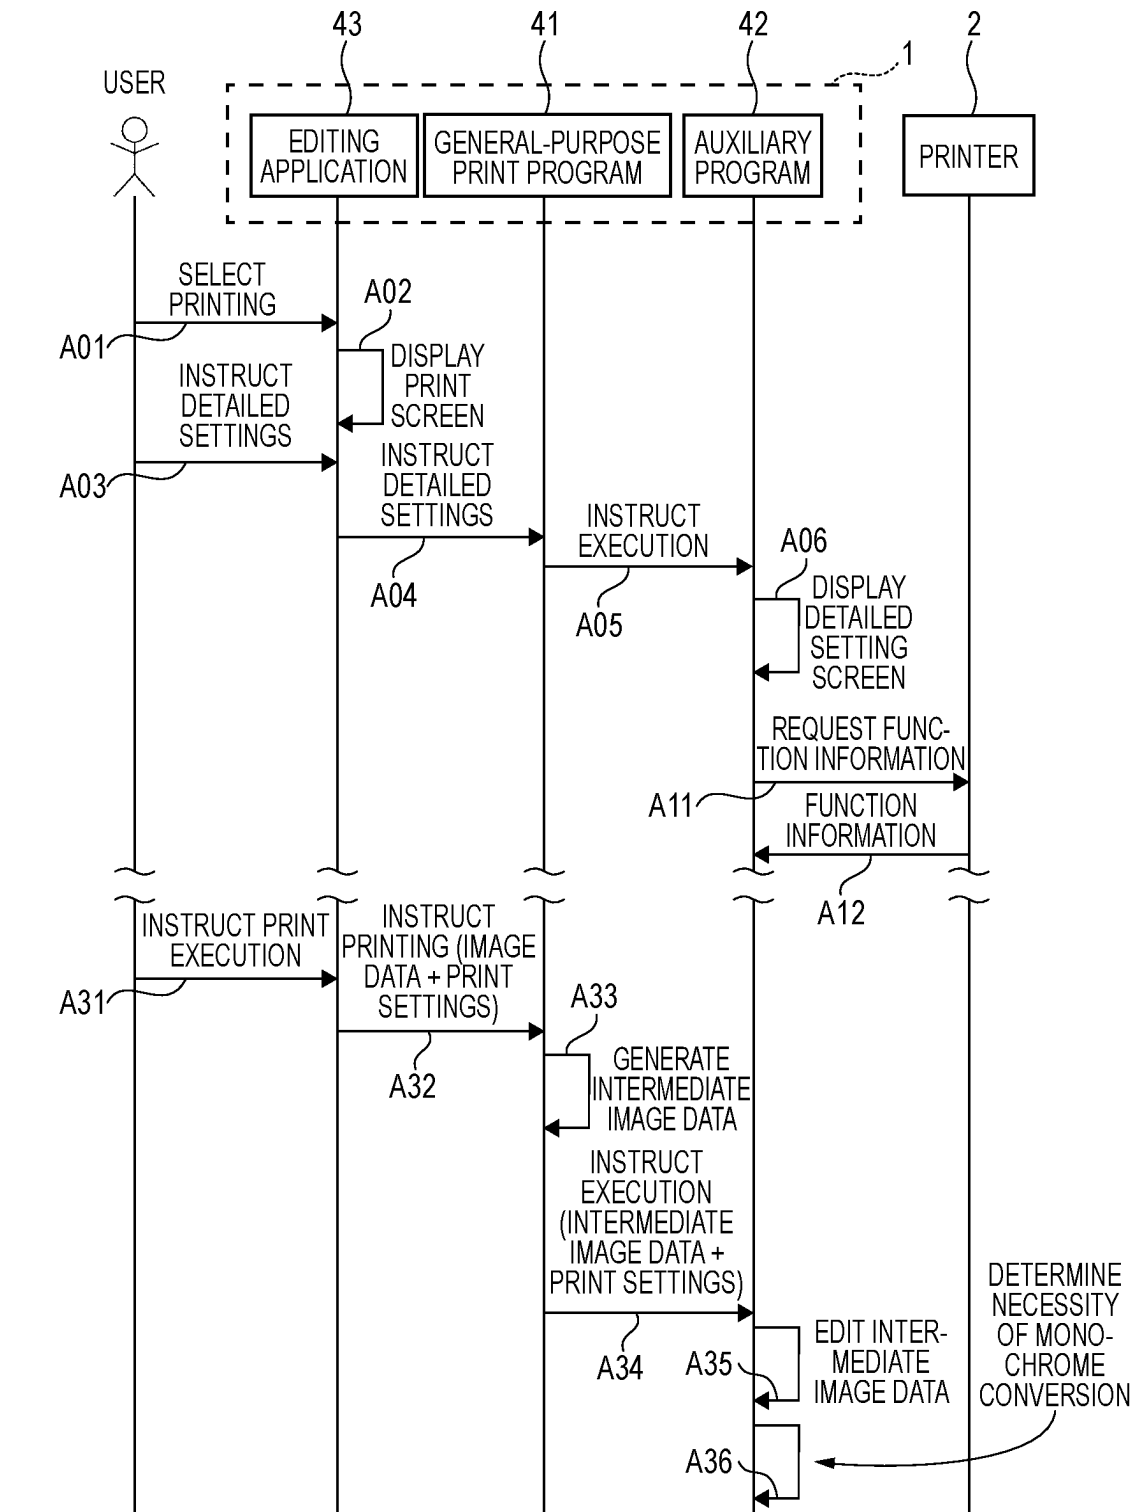 43
41
42
2
1
USER
EDITING
APPLICATION
GENERAL-PURPOSE
PRINT PROGRAM
AUXILIARY
PROGRAM
PRINTER
SELECT
PRINTING
A01
A02
DISPLAY
PRINT
SCREEN
INSTRUCT
DETAILED
SETTINGS
A03
INSTRUCT
DETAILED
SETTINGS
A04
INSTRUCT
EXECUTION
A05
A06
DISPLAY
DETAILED
SETTING
SCREEN
REQUEST FUNC-
TION INFORMATION
A11
FUNCTION
INFORMATION
A12
INSTRUCT PRINT
EXECUTION
A31
INSTRUCT
PRINTING (IMAGE
DATA + PRINT
SETTINGS)
A32
A33
GENERATE
INTERMEDIATE
IMAGE DATA
INSTRUCT
EXECUTION
(INTERMEDIATE
IMAGE DATA +
PRINT SETTINGS)
A34
A35
EDIT INTER-
MEDIATE
IMAGE DATA
DETERMINE
NECESSITY
OF MONO-
CHROME
CONVERSION
A36